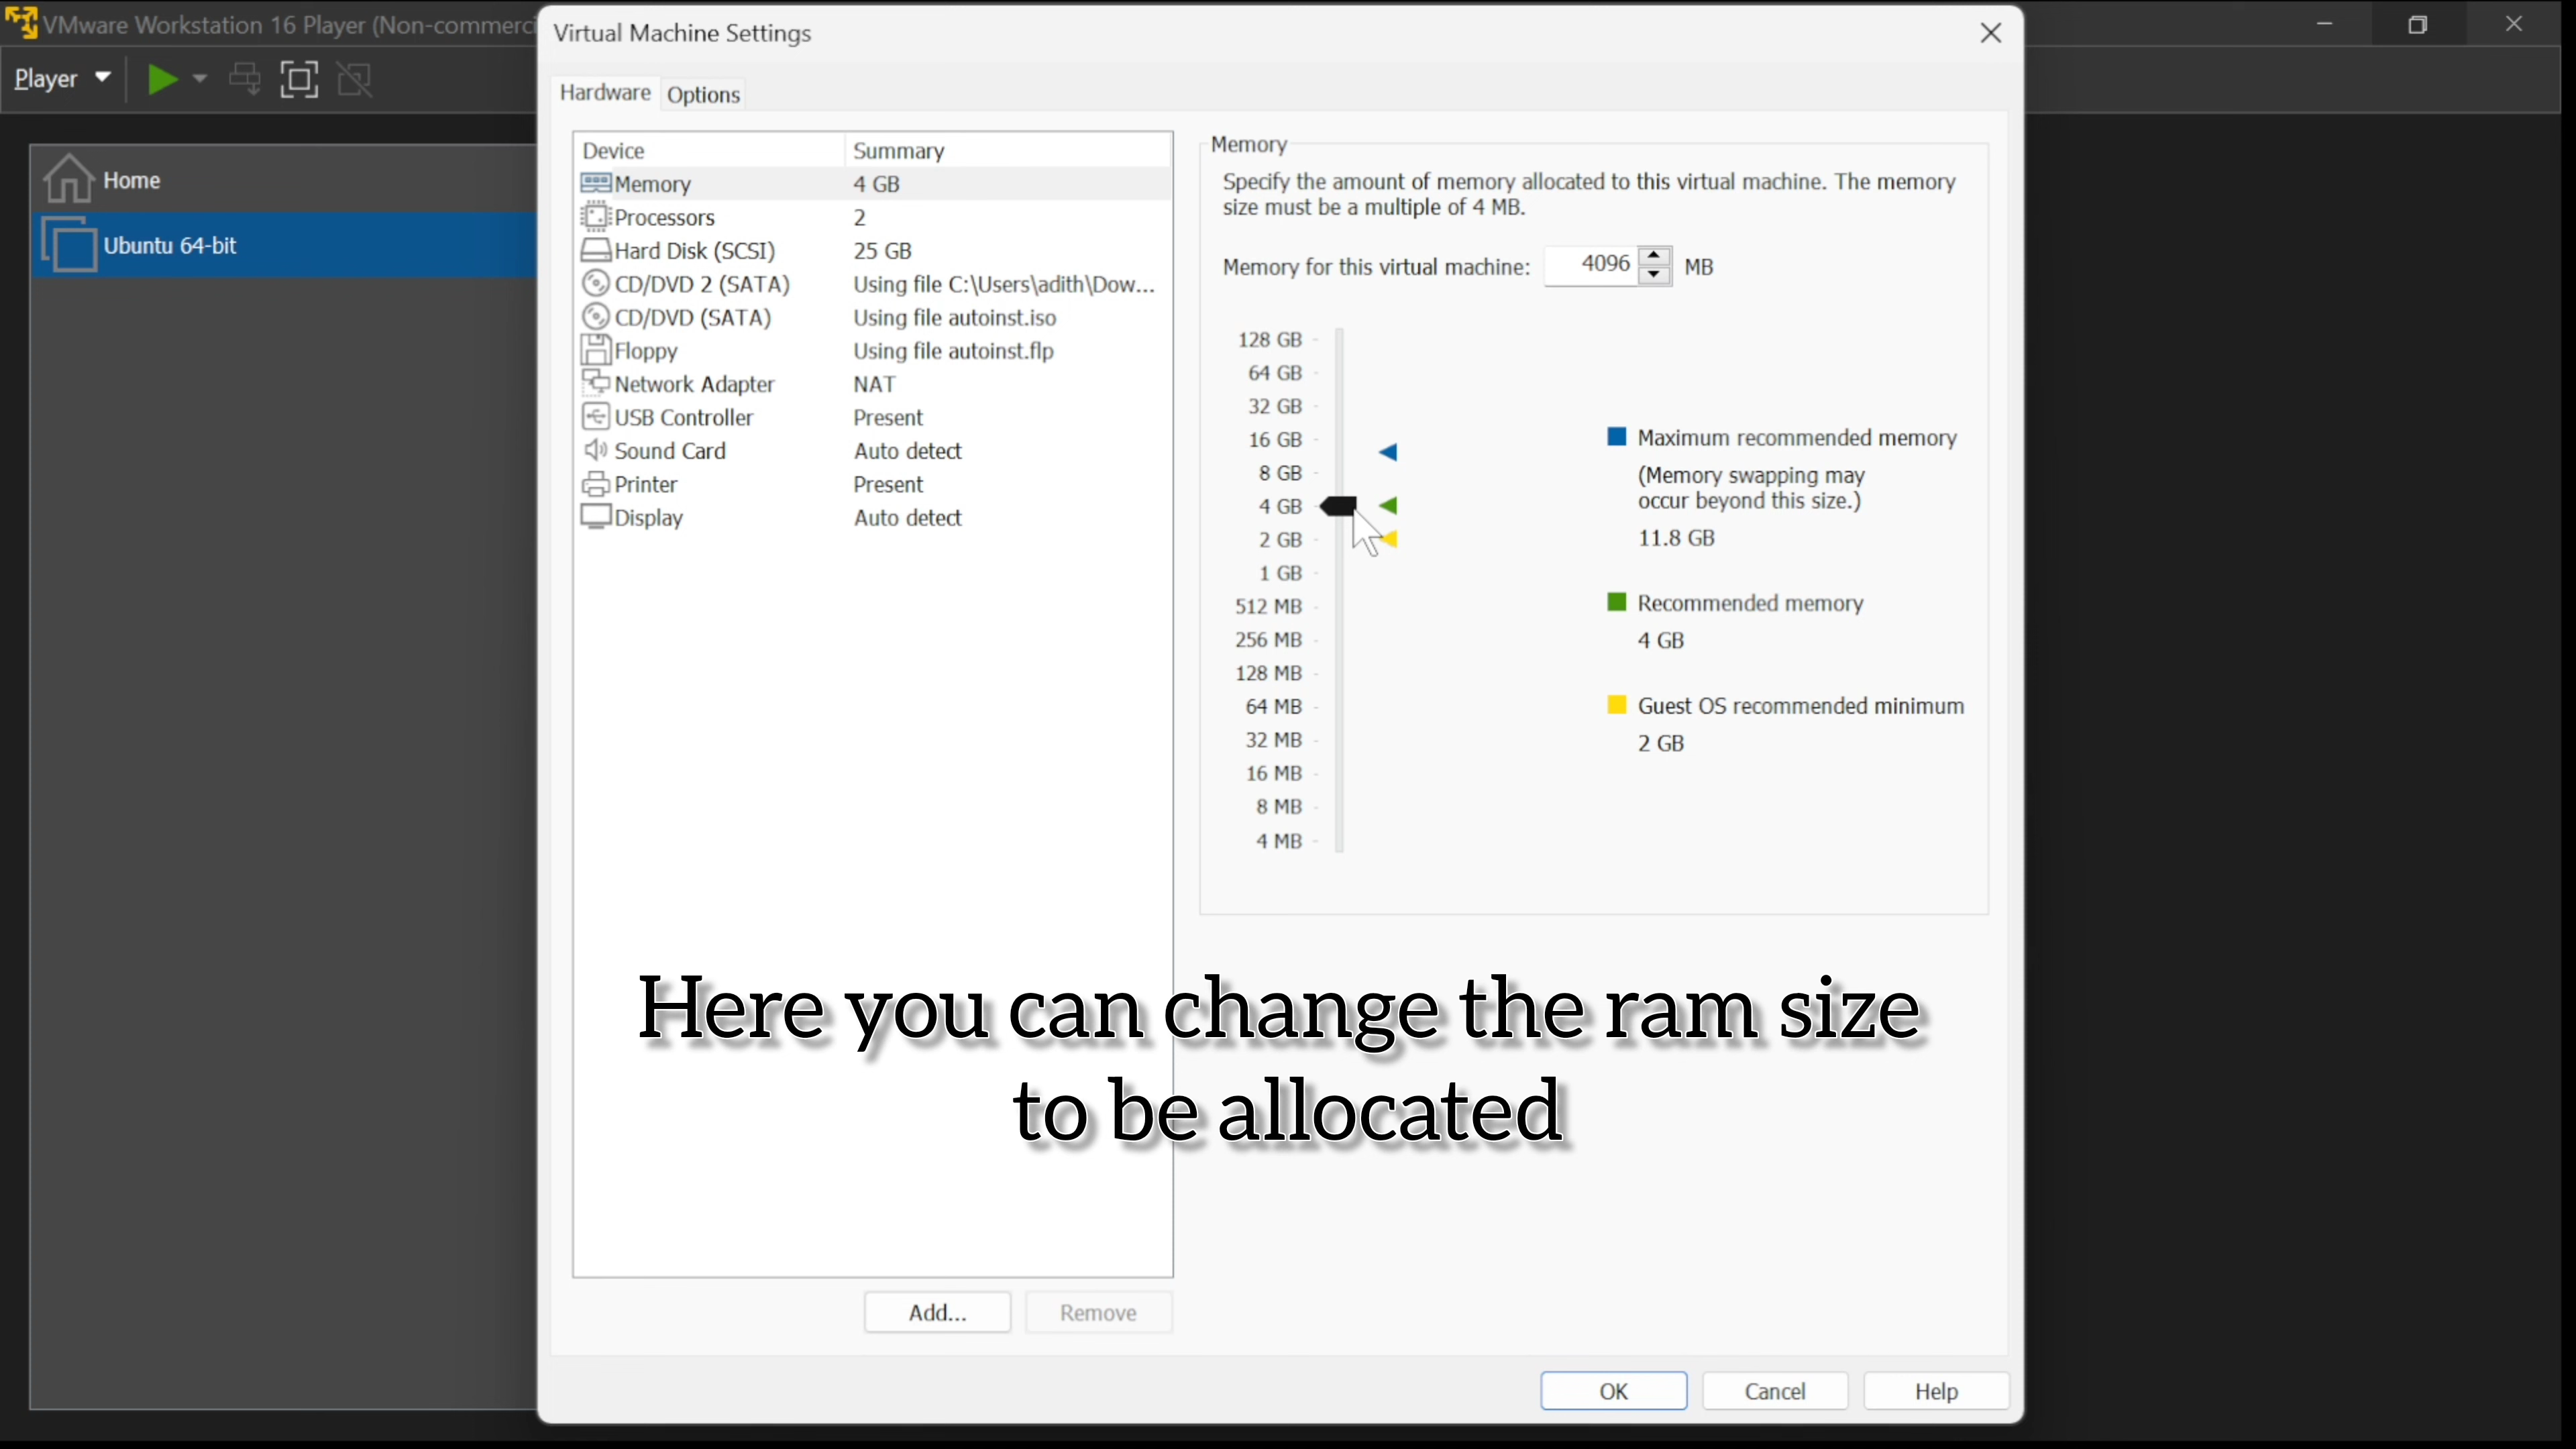 VMware Workstation 16 Player (Non-commerci
Player
Home
Ubuntu 64-bit
Virtual Machine Settings
Hardware Options
Device Summary
Memory 4 GB
Processors 2
Hard Disk (SCSI) 25 GB
CD/DVD 2 (SATA) Using file C:\Users\adith\Dow...
CD/DVD (SATA) Using file autoinst.iso
Floppy Using file autoinst.flp
Network Adapter NAT
USB Controller Present
Sound Card Auto detect
Printer Present
Display Auto detect
Memory
Specify the amount of memory allocated to this virtual machine. The memory
size must be a multiple of 4 MB.
Memory for this virtual machine: 4096 MB
128 GB
64 GB
32 GB
16 GB
8 GB
4 GB
2 GB
1 GB
512 MB
256 MB
128 MB
64 MB
32 MB
16 MB
8 MB
4 MB
Maximum recommended memory
(Memory swapping may
occur beyond this size.)
11.8 GB
Recommended memory
4 GB
Guest OS recommended minimum
2 GB
Here you can change the ram size
to be allocated
Add... Remove
OK Cancel Help